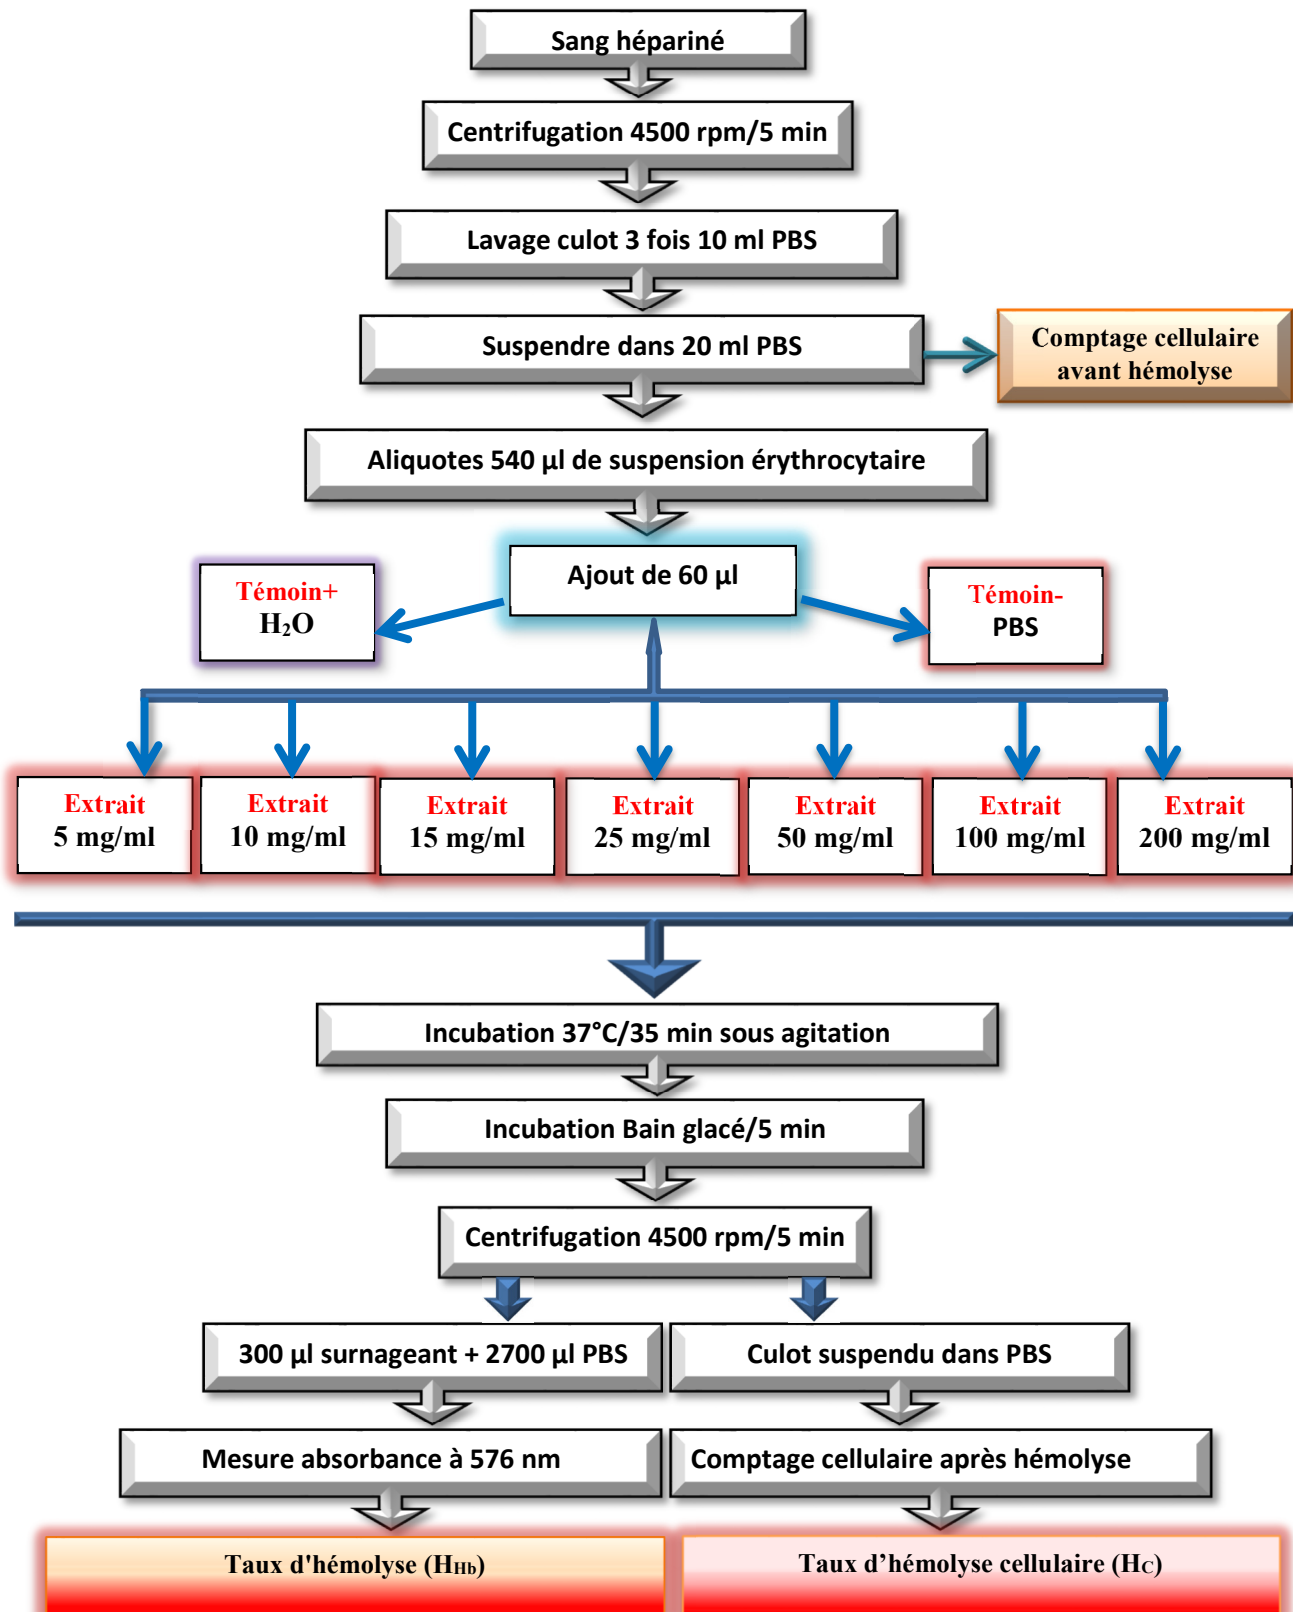 Sang hépariné
Centrifugation 4500 rpm/5 min
Lavage culot 3 fois 10 ml PBS
Suspendre dans 20 ml PBS
Comptage cellulaire
avant hémolyse
Aliquotes 540 µl de suspension érythrocytaire
Ajout de 60 µl
Témoin+
H₂O
Témoin-
PBS
Extrait
5 mg/ml
Extrait
10 mg/ml
Extrait
15 mg/ml
Extrait
25 mg/ml
Extrait
50 mg/ml
Extrait
100 mg/ml
Extrait
200 mg/ml
Incubation 37°C/35 min sous agitation
Incubation Bain glacé/5 min
Centrifugation 4500 rpm/5 min
300 µl surnageant + 2700 µl PBS
Culot suspendu dans PBS
Mesure absorbance à 576 nm
Comptage cellulaire après hémolyse
Taux d'hémolyse (HHb)
Taux d’hémolyse cellulaire (HC)